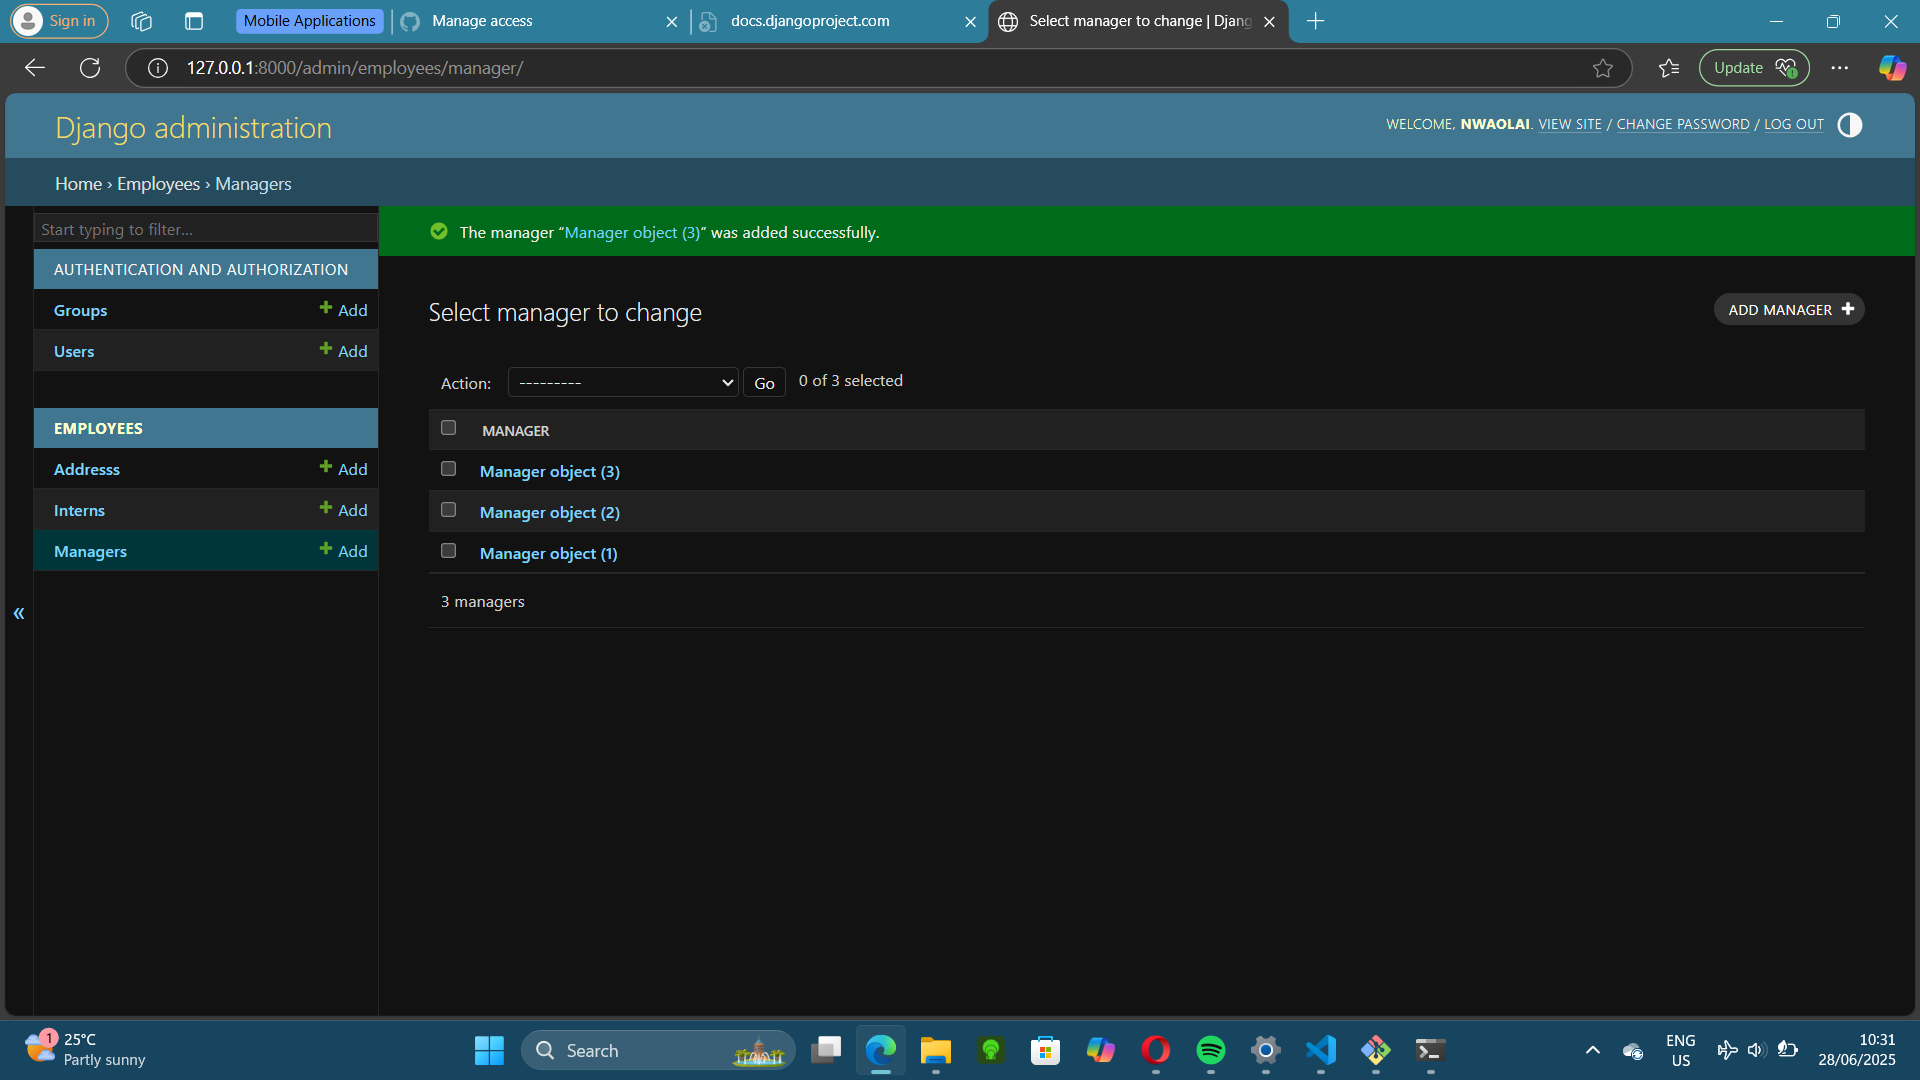 Sign in
Mobile Applications
Manage access
docs.djangoproject.com
Select manager to change | Djang
127.0.0.1:8000/admin/employees/manager/
Update
Django administration
WELCOME, NWAOLAI. VIEW SITE / CHANGE PASSWORD / LOG OUT
Home › Employees › Managers
Start typing to filter...
The manager “Manager object (3)” was added successfully.
AUTHENTICATION AND AUTHORIZATION
Groups Add
Users Add
EMPLOYEES
Addresss Add
Interns Add
Managers Add
Select manager to change
ADD MANAGER
Action: --------- Go 0 of 3 selected
MANAGER
Manager object (3)
Manager object (2)
Manager object (1)
3 managers
«
1
25°C
Partly sunny
Search
ENG
US
10:31
28/06/2025